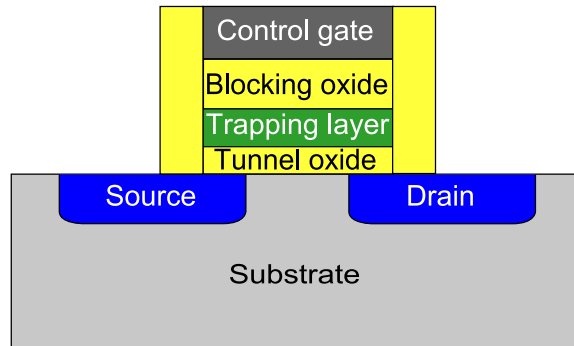 Control gate
Blocking oxide
Trapping layer
Tunnel oxide
Source
Drain
Substrate